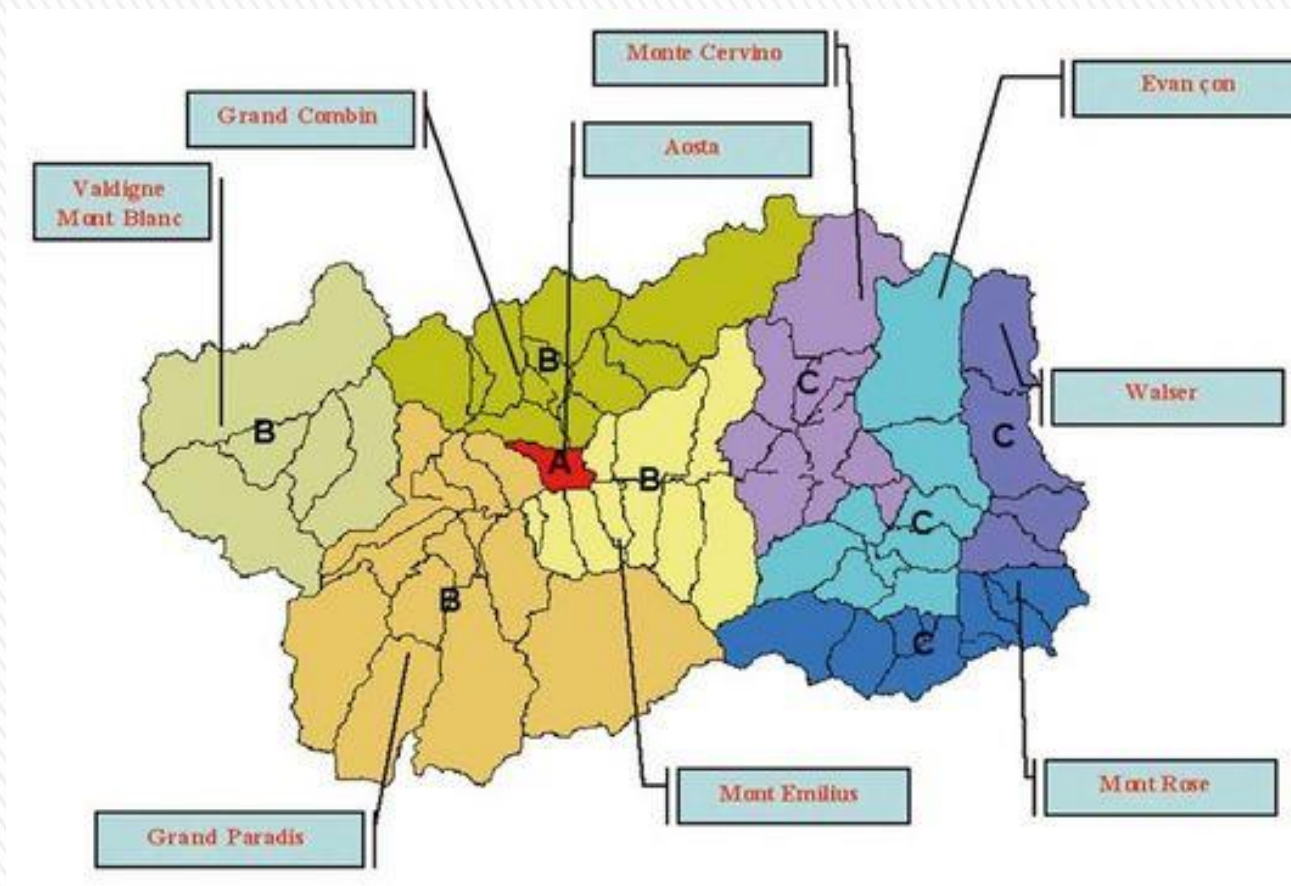 Monte Cervino
Evan çon
Grand Combin
Aosta
Valdigne
Mont Blanc
B
C
Walser
B
C
A
B
C
B
C
Mont Emilius
Mont Rose
Grand Paradis